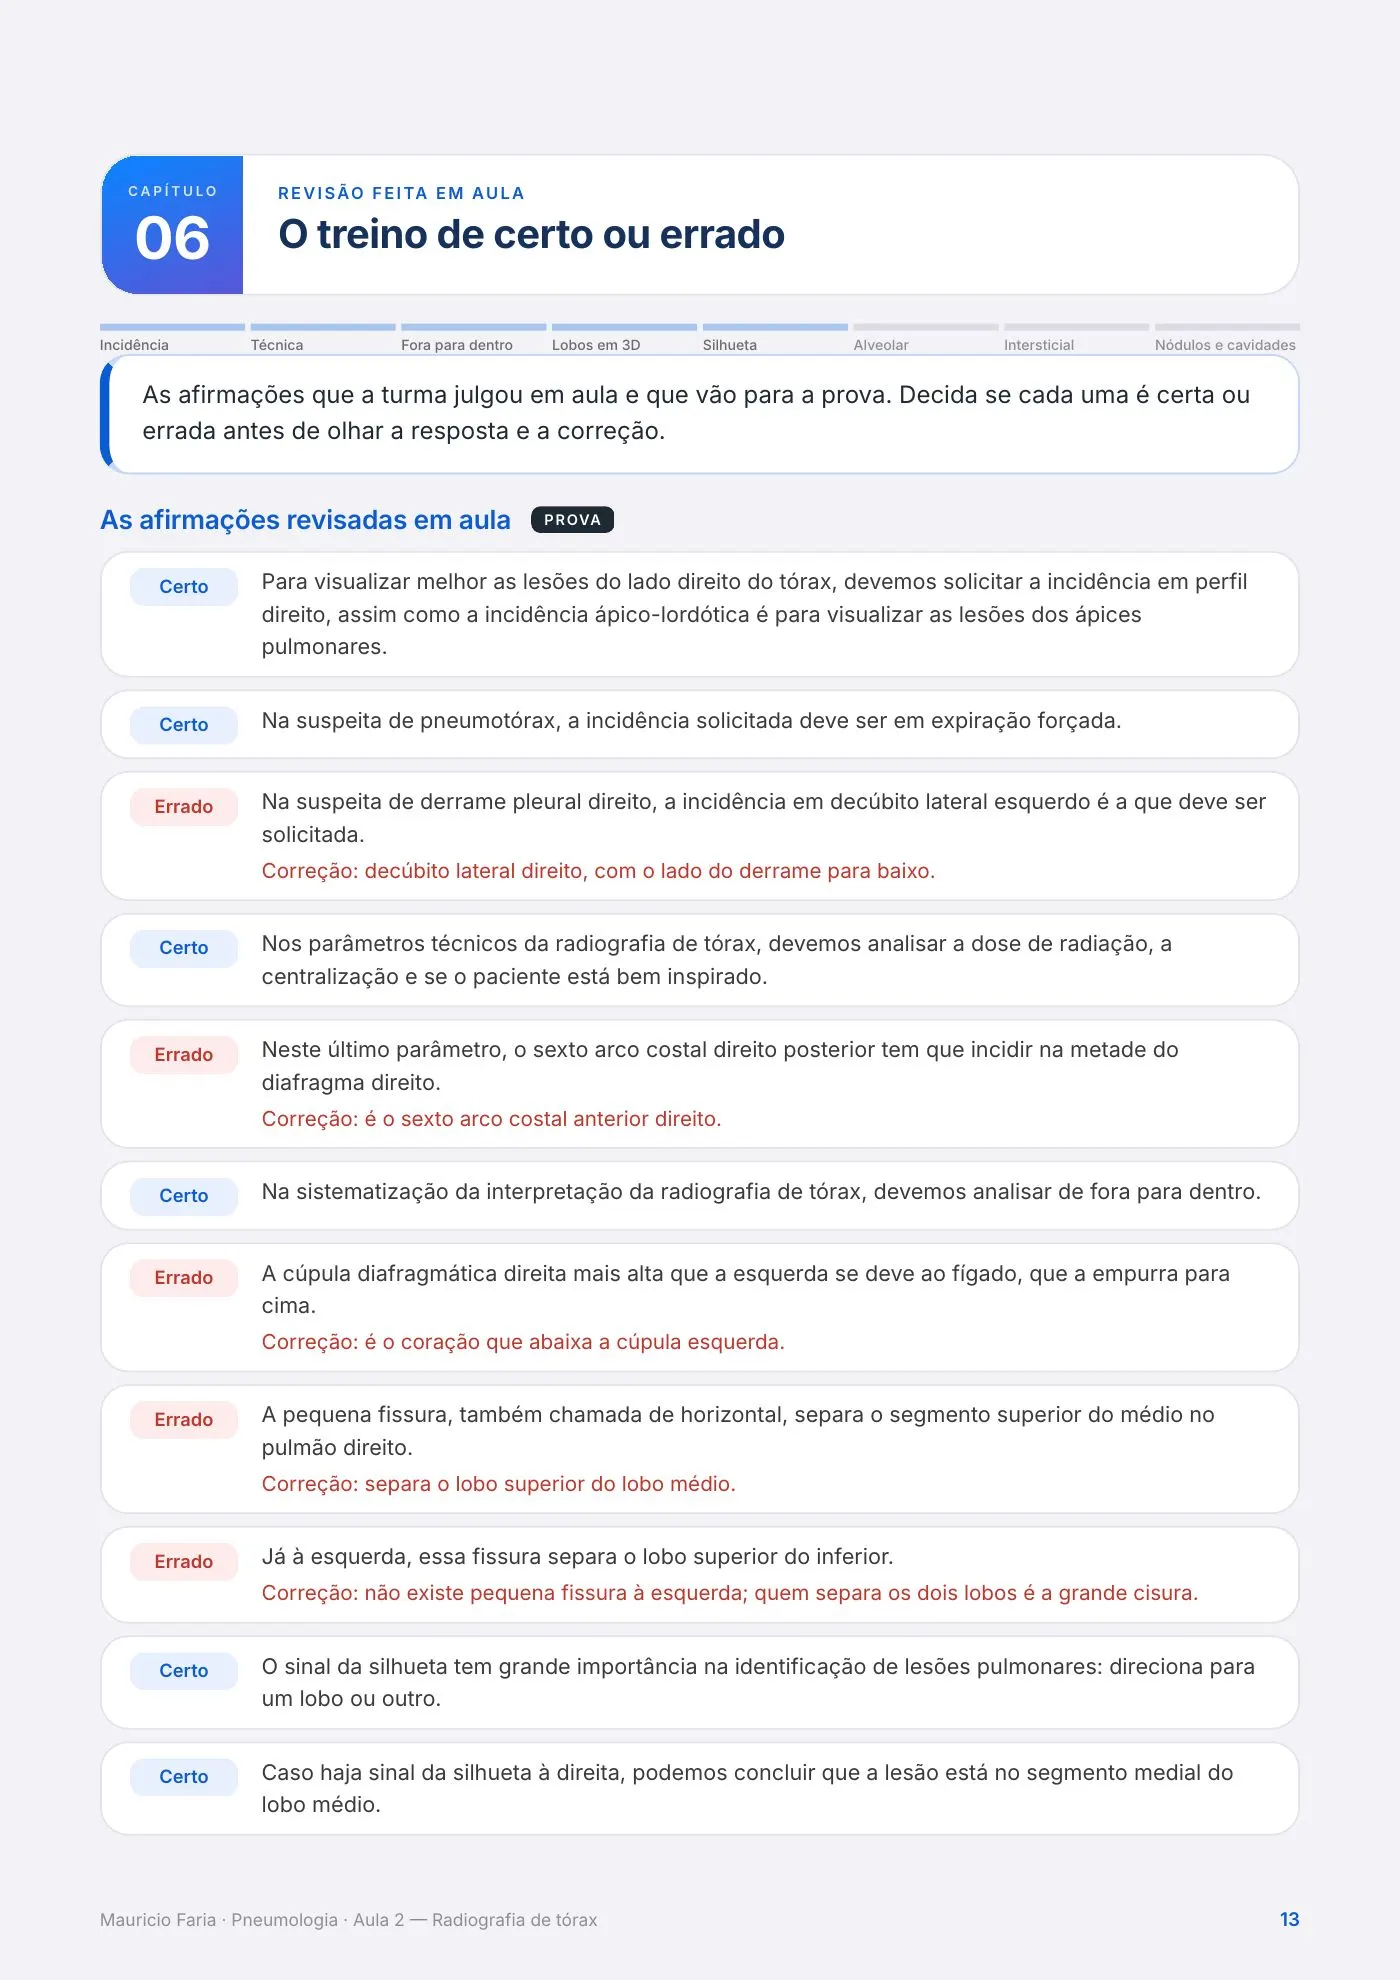 CAPÍTULO
06
REVISÃO FEITA EM AULA
O treino de certo ou errado
Incidência
Técnica
Fora para dentro
Lobos em 3D
Silhueta
Alveolar
Intersticial
Nódulos e cavidades
As afirmações que a turma julgou em aula e que vão para a prova. Decida se cada uma é certa ou
errada antes de olhar a resposta e a correção.
As afirmações revisadas em aula PROVA
Certo
Para visualizar melhor as lesões do lado direito do tórax, devemos solicitar a incidência em perfil
direito, assim como a incidência ápico-lordótica é para visualizar as lesões dos ápices
pulmonares.
Certo
Na suspeita de pneumotórax, a incidência solicitada deve ser em expiração forçada.
Errado
Na suspeita de derrame pleural direito, a incidência em decúbito lateral esquerdo é a que deve ser
solicitada.
Correção: decúbito lateral direito, com o lado do derrame para baixo.
Certo
Nos parâmetros técnicos da radiografia de tórax, devemos analisar a dose de radiação, a
centralização e se o paciente está bem inspirado.
Errado
Neste último parâmetro, o sexto arco costal direito posterior tem que incidir na metade do
diafragma direito.
Correção: é o sexto arco costal anterior direito.
Certo
Na sistematização da interpretação da radiografia de tórax, devemos analisar de fora para dentro.
Errado
A cúpula diafragmática direita mais alta que a esquerda se deve ao fígado, que a empurra para
cima.
Correção: é o coração que abaixa a cúpula esquerda.
Errado
A pequena fissura, também chamada de horizontal, separa o segmento superior do médio no
pulmão direito.
Correção: separa o lobo superior do lobo médio.
Errado
Já à esquerda, essa fissura separa o lobo superior do inferior.
Correção: não existe pequena fissura à esquerda; quem separa os dois lobos é a grande cisura.
Certo
O sinal da silhueta tem grande importância na identificação de lesões pulmonares: direciona para
um lobo ou outro.
Certo
Caso haja sinal da silhueta à direita, podemos concluir que a lesão está no segmento medial do
lobo médio.
Mauricio Faria · Pneumologia · Aula 2 — Radiografia de tórax
13